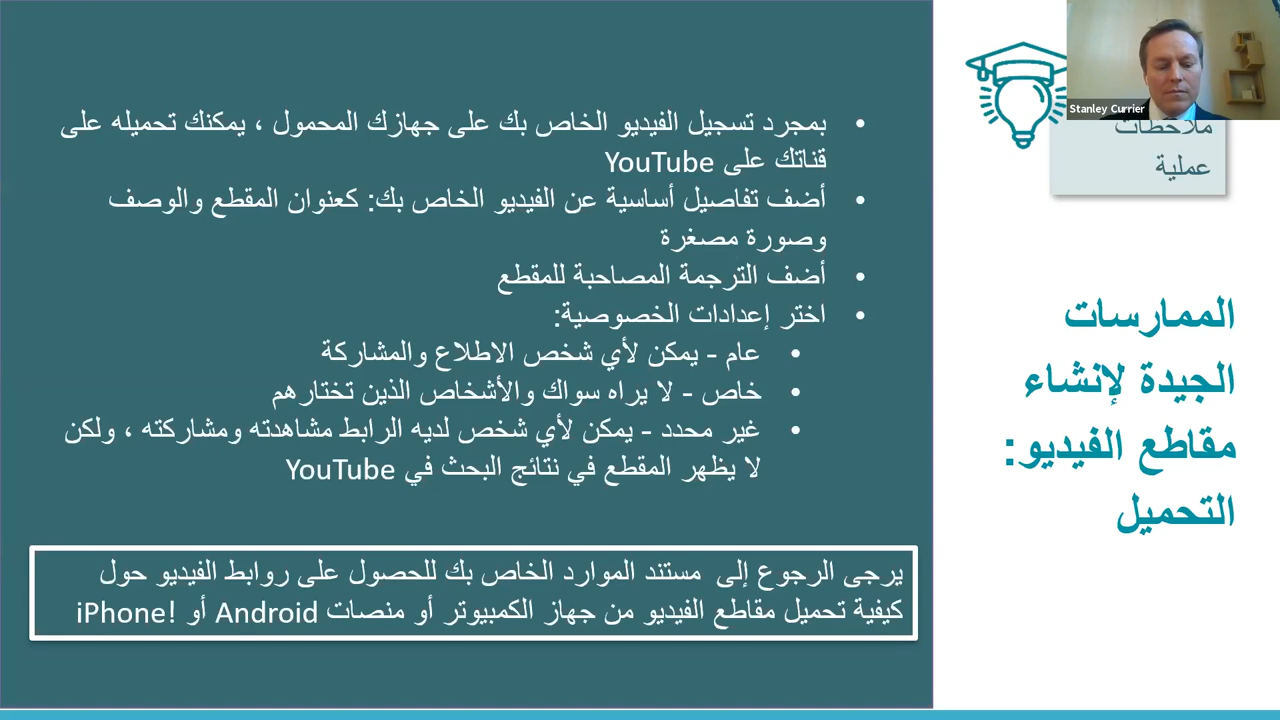 Stanley Currier
ملاحظات
عملية
الممارسات
الجيدة لإنشاء
مقاطع الفيديو:
التحميل
• بمجرد تسجيل الفيديو الخاص بك على جهازك المحمول ، يمكنك تحميله على
قناتك على YouTube
• أضف تفاصيل أساسية عن الفيديو الخاص بك: كعنوان المقطع والوصف
وصورة مصغرة
• أضف الترجمة المصاحبة للمقطع
• اختر إعدادات الخصوصية:
• عام - يمكن لأي شخص الاطلاع والمشاركة
• خاص - لا يراه سواك والأشخاص الذين تختارهم
• غير محدد - يمكن لأي شخص لديه الرابط مشاهدته ومشاركته ، ولكن
لا يظهر المقطع في نتائج البحث في YouTube
يرجى الرجوع إلى مستند الموارد الخاص بك للحصول على روابط الفيديو حول
كيفية تحميل مقاطع الفيديو من جهاز الكمبيوتر أو منصات Android أو iPhone!